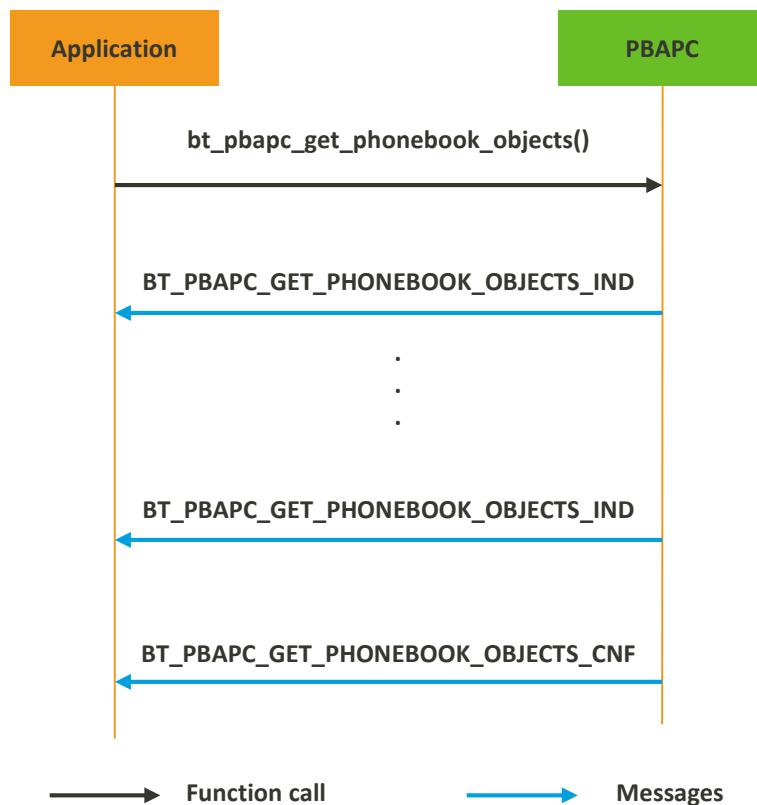 Application PBAPC
bt_pbapc_get_phonebook_objects()
BT_PBAPC_GET_PHONEBOOK_OBJECTS_IND
.
.
.
BT_PBAPC_GET_PHONEBOOK_OBJECTS_IND
BT_PBAPC_GET_PHONEBOOK_OBJECTS_CNF
Function call Messages